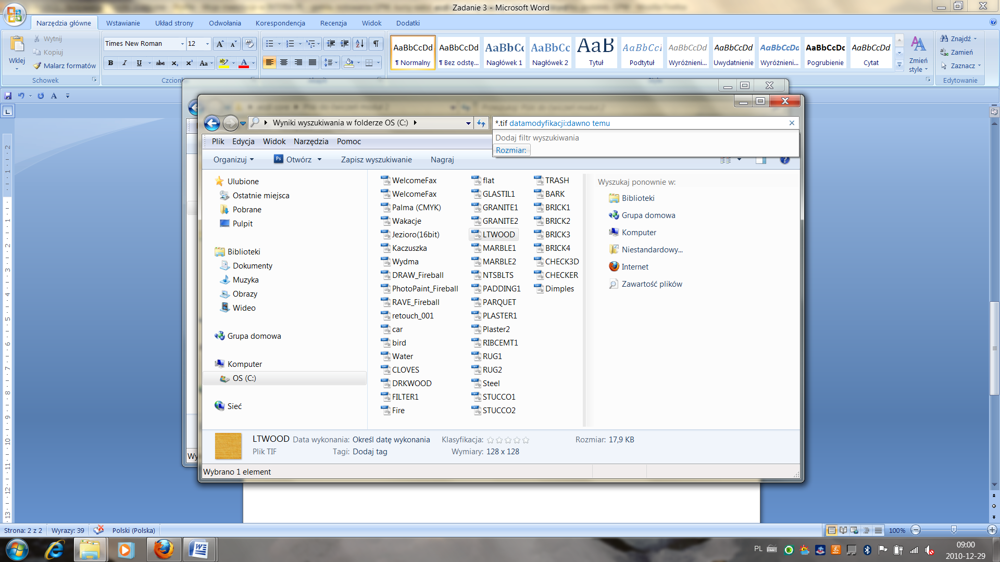 Zadanie 3 - Microsoft Word
Narzędzia główne Wstawianie Układ strony Odwołania Korespondencja Recenzja Widok Dodatki
Wklej
Wytnij
Kopiuj
Malarz formatów
Schowek
Times New Roman 12
Czcionka
AaBbCcDd AaBbCcDd AaBbCc AaBbCc AaB AaBbCcI AaBbCcDd AaBbCcDd AaBbCcDd AaBbCcDd AaBbCcDd
¶ Normalny ¶ Bez odstę... Nagłówek 1 Nagłówek 2 Tytuł Podtytuł Wyróżnieni... Uwydatnienie Wyróżnieni... Pogrubienie Cytat
Zmień style
Znajdź
Zamień
Zaznacz
Edytowanie
Wyniki wyszukiwania w folderze OS (C:)
*.tif datamodyfikacji:dawno temu
Dodaj filtr wyszukiwania
Rozmiar:
Plik Edycja Widok Narzędzia Pomoc
Organizuj Otwórz Zapisz wyszukiwanie Nagraj
Ulubione
Ostatnie miejsca
Pobrane
Pulpit
Biblioteki
Dokumenty
Muzyka
Obrazy
Wideo
Grupa domowa
Komputer
OS (C:)
Sieć
WelcomeFax
WelcomeFax
Palma (CMYK)
Wakacje
Jezioro(16bit)
Kaczuszka
Wydma
DRAW_Fireball
PhotoPaint_Fireball
RAVE_Fireball
retouch_001
car
bird
Water
CLOVES
DRKWOOD
FILTER1
Fire
flat
GLASTIL1
GRANITE1
GRANITE2
LTWOOD
MARBLE1
MARBLE2
NTSBLTS
PADDING1
PARQUET
PLASTER1
Plaster2
RIBCEMT1
RUG1
RUG2
Steel
STUCCO1
STUCCO2
TRASH
BARK
BRICK1
BRICK2
BRICK3
BRICK4
CHECK3D
CHECKER
Dimples
Wyszukaj ponownie w:
Biblioteki
Grupa domowa
Komputer
Niestandardowy...
Internet
Zawartość plików
LTWOOD Data wykonania: Określ datę wykonania Klasyfikacja: Rozmiar: 17,9 KB
Plik TIF Tagi: Dodaj tag Wymiary: 128 x 128
Wybrano 1 element
Strona: 2 z 2 Wyrazy: 39 Polski (Polska) 100%
PL
09:00
2010-12-29